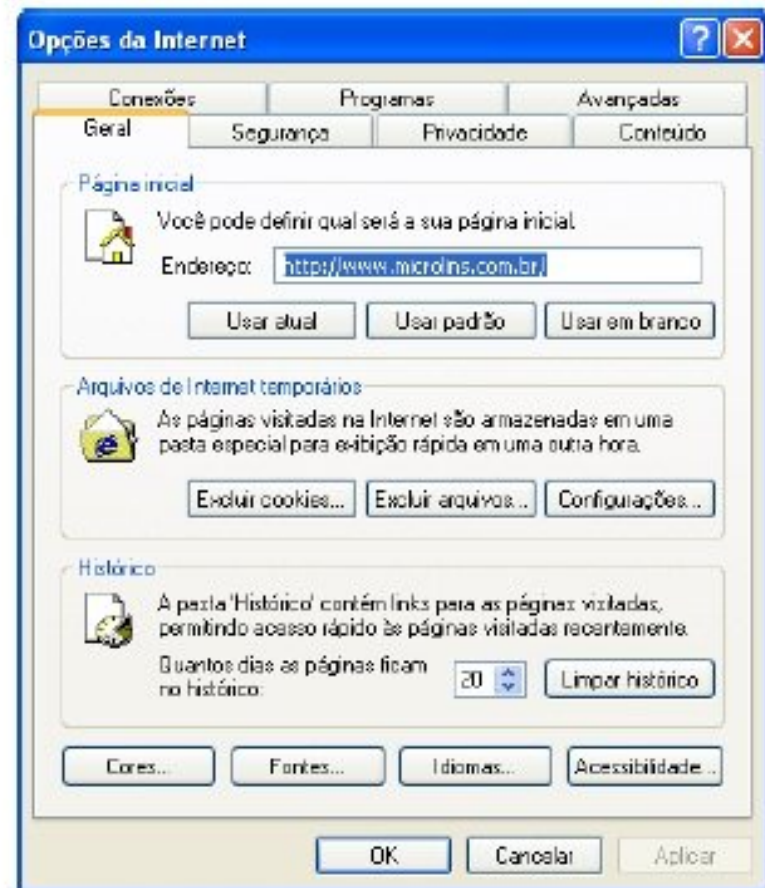 Opções da Internet
Conexões Programas Avançadas
Geral Segurança Privacidade Conteúdo
Página inicial
Você pode definir qual será a sua página inicial.
Endereço: http://www.microlins.com.br/
Usar atual Usar padrão Usar em branco
Arquivos de Internet temporários
As páginas visitadas na Internet são armazenadas em uma
pasta especial para exibição rápida em uma outra hora.
Excluir cookies... Excluir arquivos... Configurações...
Histórico
A pasta 'Histórico' contém links para as páginas visitadas,
permitindo acesso rápido às páginas visitadas recentemente.
Quantos dias as páginas ficam
no histórico: 20 Limpar histórico
Cores... Fontes... Idiomas... Acessibilidade...
OK Cancelar Aplicar